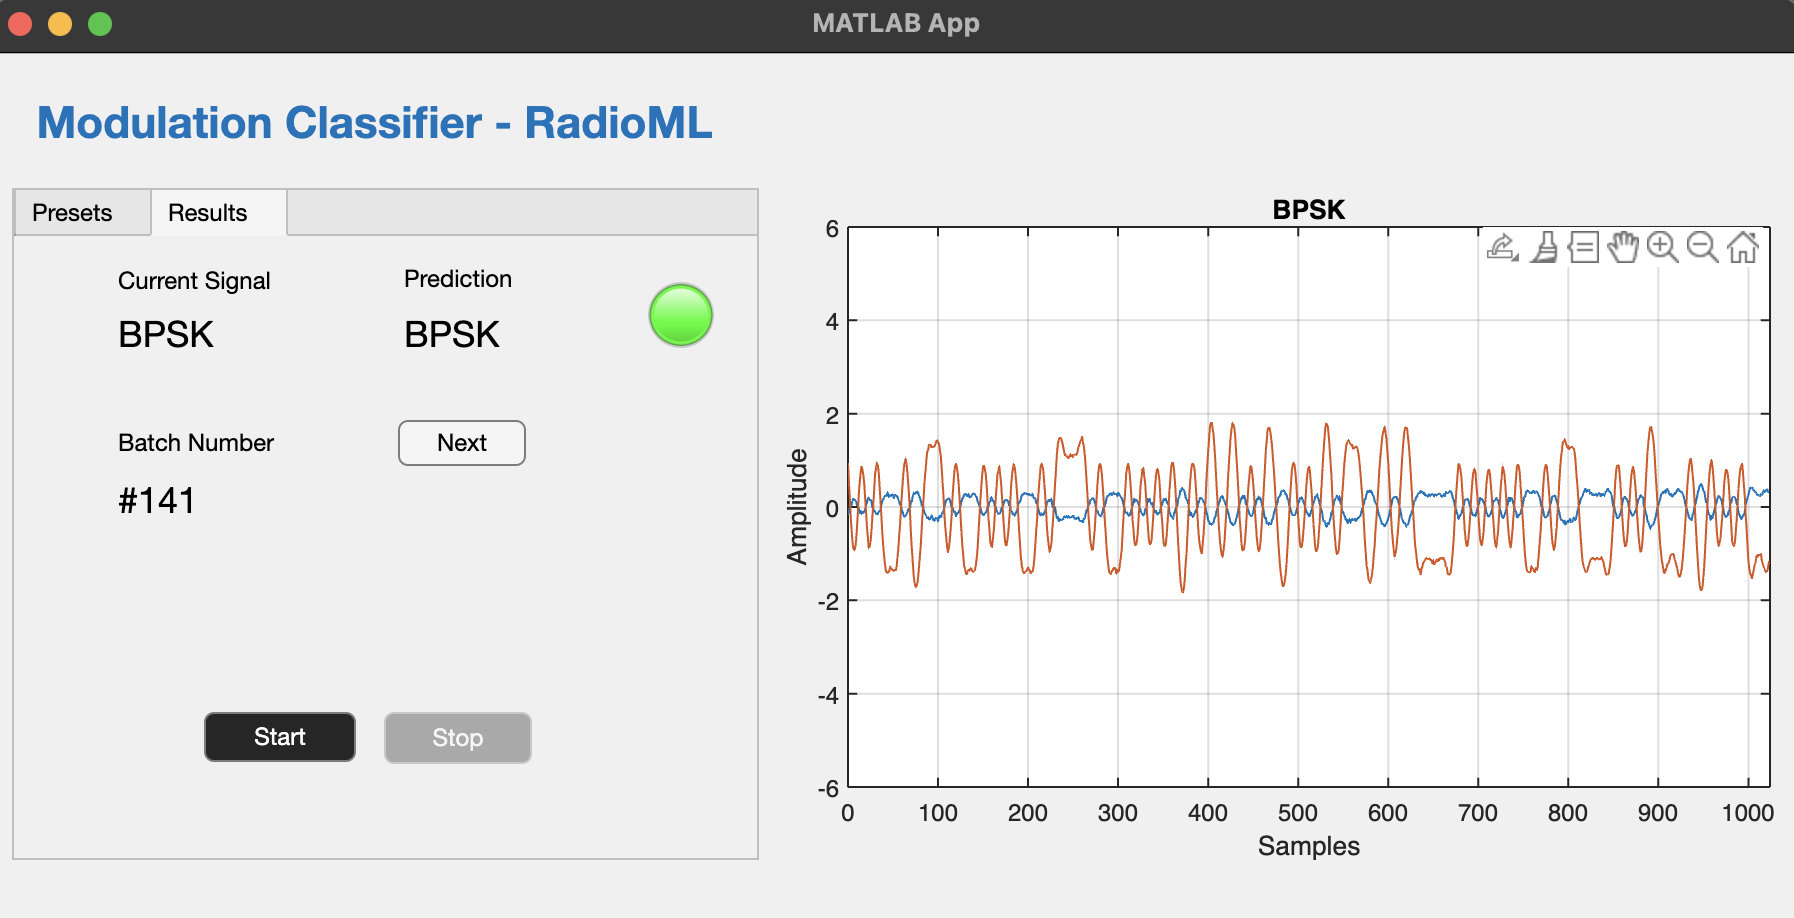 MATLAB App
Modulation Classifier - RadioML
Presets
Results
Current Signal
Prediction
BPSK
BPSK
Batch Number
Next
#141
Start
Stop
BPSK
6
4
2
0
-2
-4
-6
Amplitude
0 100 200 300 400 500 600 700 800 900 1000
Samples